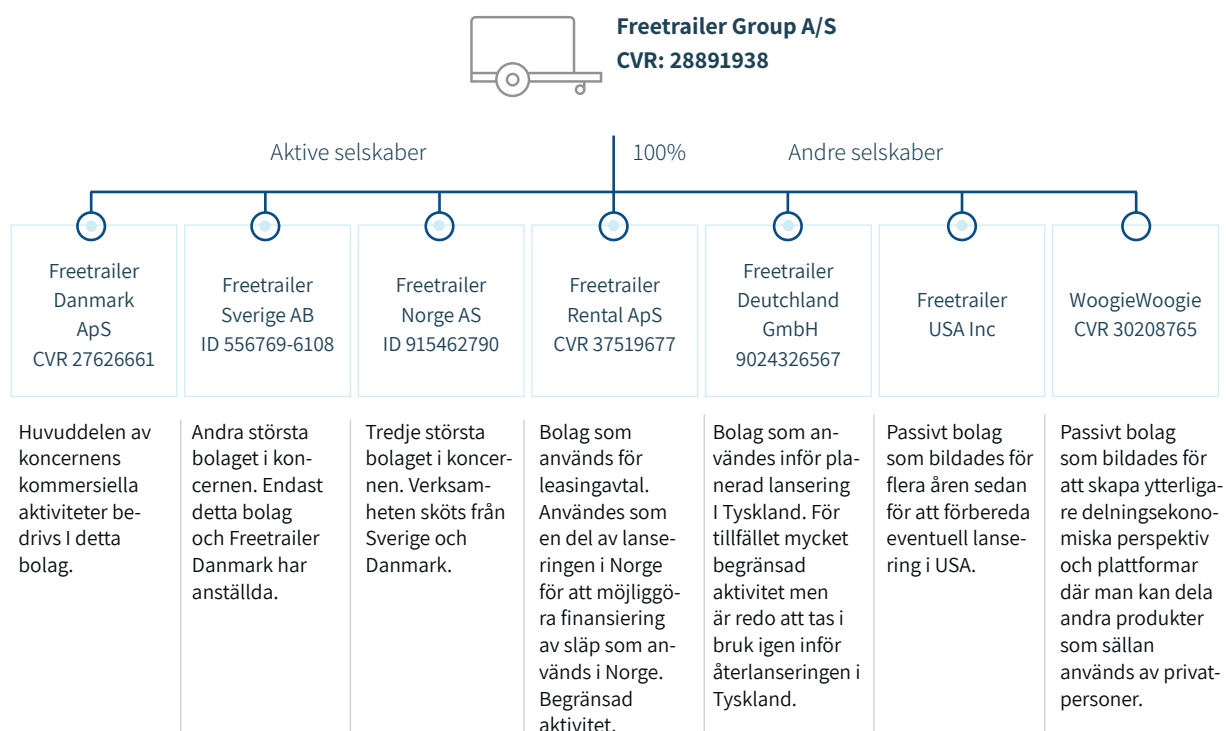 Freetrailer Group A/S
CVR: 28891938
Aktive selskaber
100%
Andre selskaber
Freetrailer
Danmark
ApS
CVR 27626661
Freetrailer
Sverige AB
ID 556769-6108
Freetrailer
Norge AS
ID 915462790
Freetrailer
Rental ApS
CVR 37519677
Freetrailer
Deutchland
GmbH
9024326567
Freetrailer
USA Inc
WoogieWoogie
CVR 30208765
Huvuddelen av
koncernens
kommersiella
aktiviteter be-
drivs I detta
bolag.
Andra största
bolaget i kon-
cernen. Endast
detta bolag
och Freetrailer
Danmark har
anställda.
Tredje största
bolaget i koncer-
nen. Verksam-
heten sköts från
Sverige och
Danmark.
Bolag som
används för
leasingavtal.
Användes som
en del av lanse-
ringen i Norge
för att möjliggö-
ra finansiering
av släp som an-
vänds i Norge.
Begränsad
aktivitet.
Bolag som an-
vändes inför pla-
nerad lansering
I Tyskland. För
tillfället mycket
begränsad
aktivitet men
är redo att tas i
bruk igen inför
återlanseringen i
Tyskland.
Passivt bolag
som bildades för
flera åren sedan
för att förbereda
eventuell lanse-
ring i USA.
Passivt bolag
som bildades för
att skapa ytterliga-
re delningsekono-
miska perspektiv
och plattformar
där man kan dela
andra produkter
som sällan
används av privat-
personer.